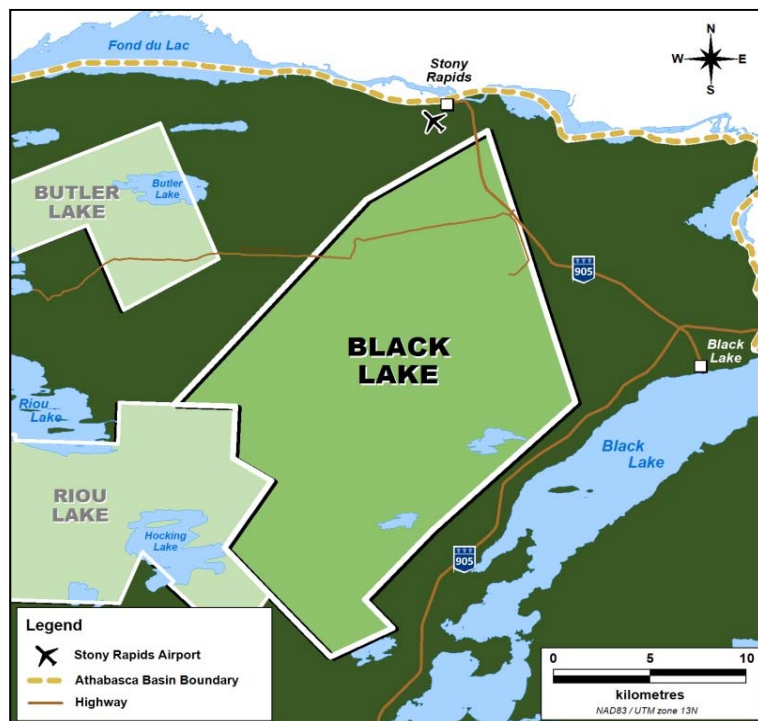 Fond du Lac
Stony
Rapids
N
W
E
S
BUTLER
LAKE
Butler
Lake
905
BLACK
LAKE
Black
Lake
Riou
Lake
Black
Lake
RIOU
LAKE
Hocking
Lake
905
Legend
Stony Rapids Airport
Athabasca Basin Boundary
Highway
0
5
10
kilometres
NAD83 / UTM zone 13N